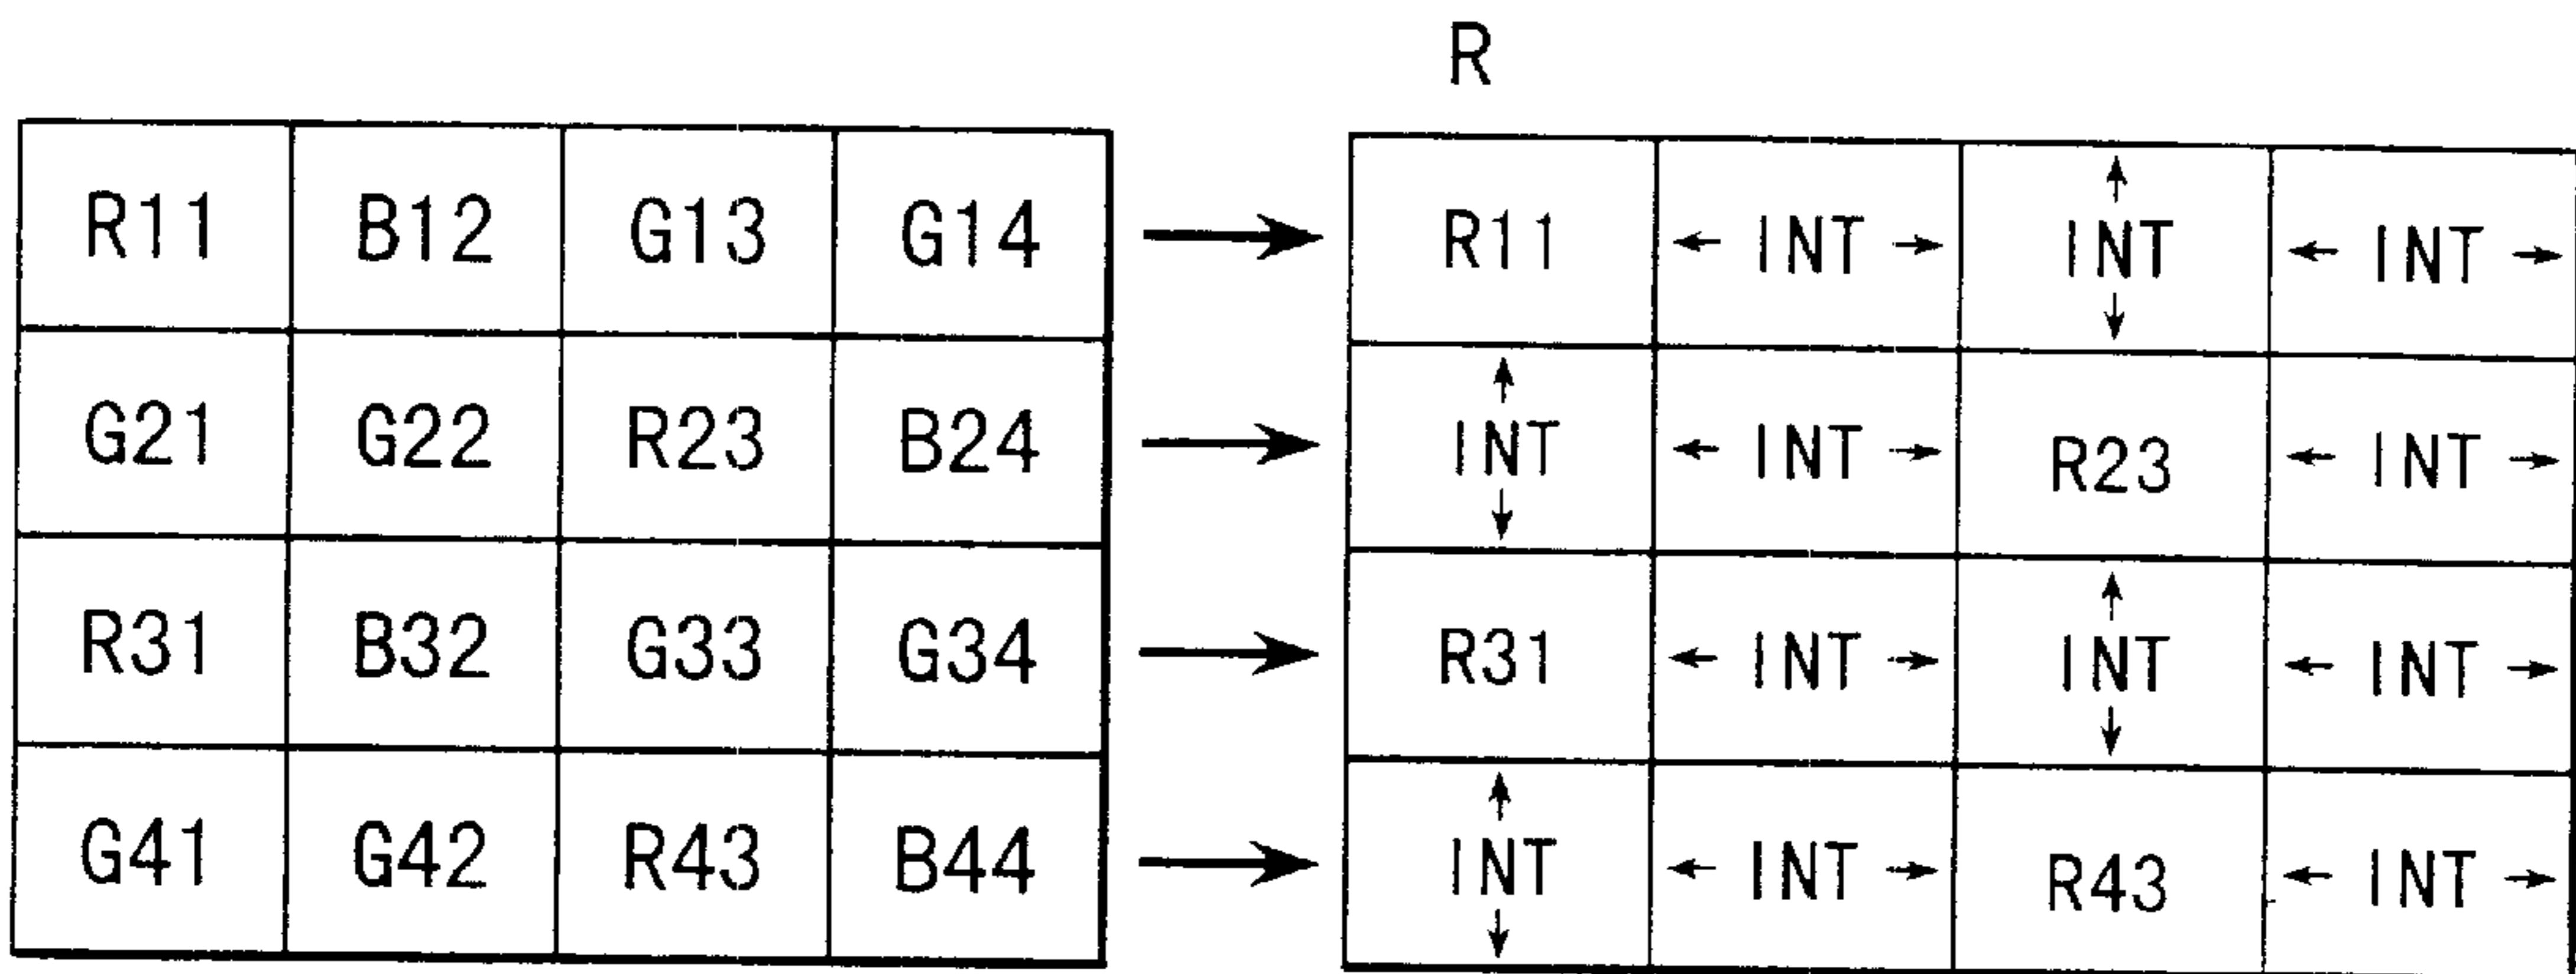 R
R11 B12 G13 G14 R11 INT INT INT
G21 G22 R23 B24 INT INT R23 INT
R31 B32 G33 G34 R31 INT INT INT
G41 G42 R43 B44 INT INT R43 INT